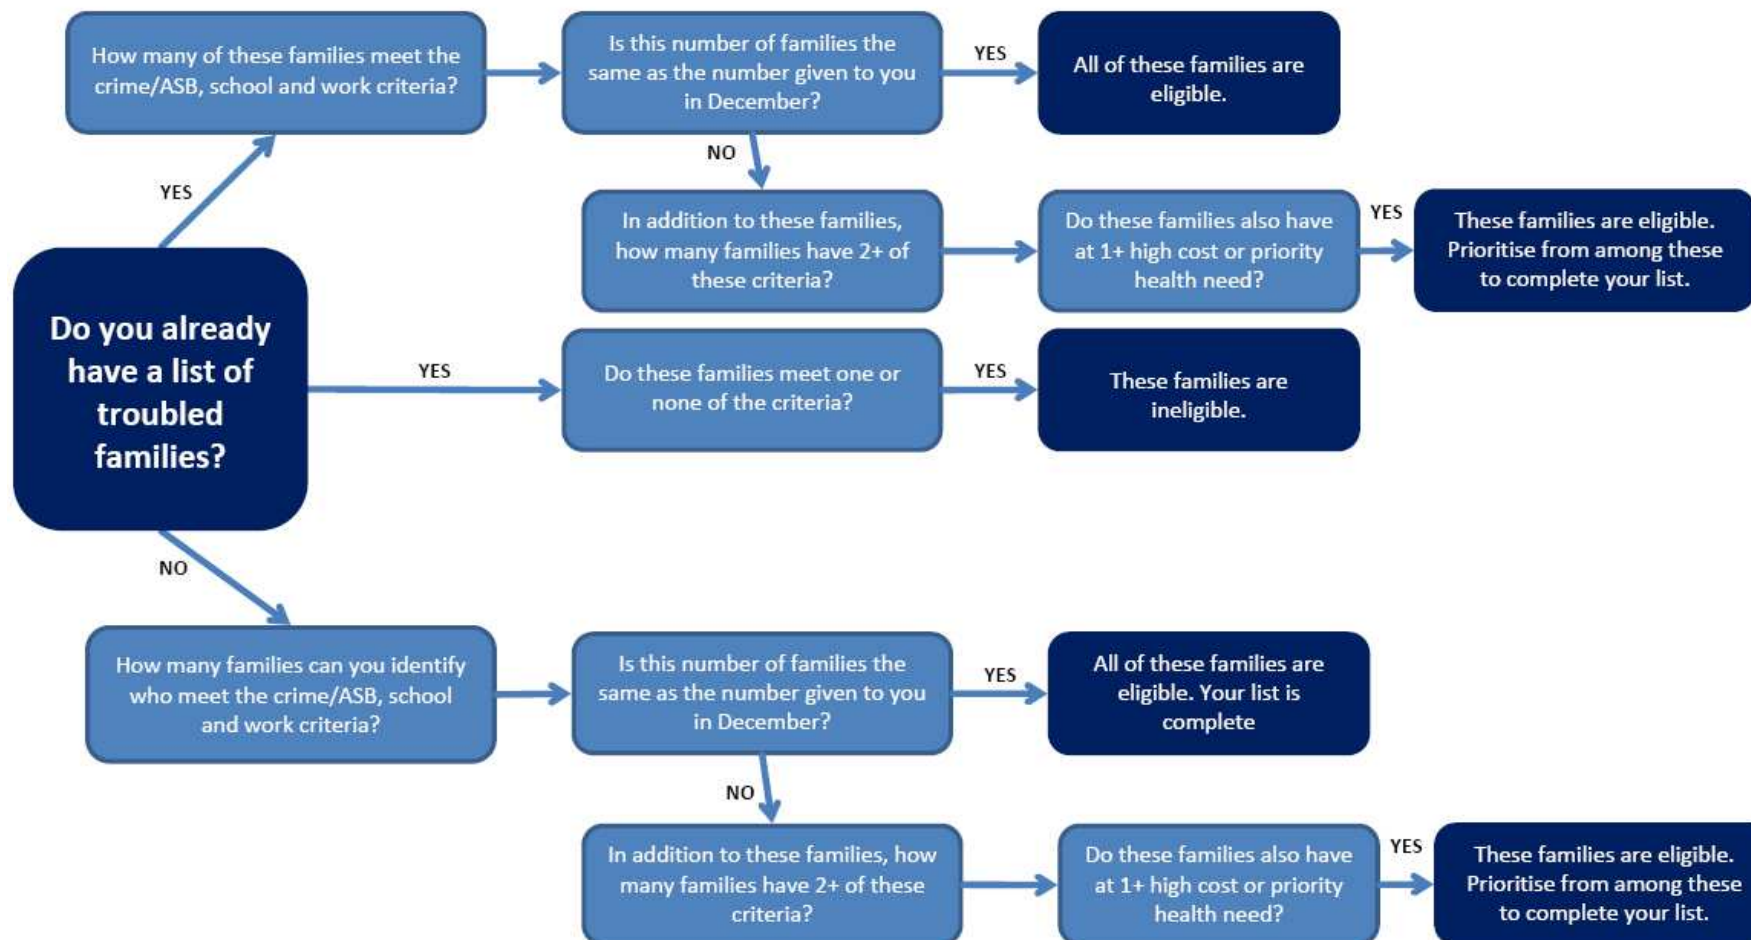 How many of these families meet the
crime/ASB, school and work criteria?
Is this number of families the
same as the number given to you
in December?
YES
All of these families are
eligible.
NO
YES
In addition to these families,
how many families have 2+ of
these criteria?
Do these families also have
at 1+ high cost or priority
health need?
YES
These families are eligible.
Prioritise from among these
to complete your list.
Do you already
have a list of
troubled
families?
YES
Do these families meet one or
none of the criteria?
YES
These families are
ineligible.
NO
How many families can you identify
who meet the crime/ASB, school
and work criteria?
Is this number of families the
same as the number given to you
in December?
YES
All of these families are
eligible. Your list is
complete
NO
In addition to these families, how
many families have 2+ of these
criteria?
Do these families also have
at 1+ high cost or priority
health need?
YES
These families are eligible.
Prioritise from among these
to complete your list.